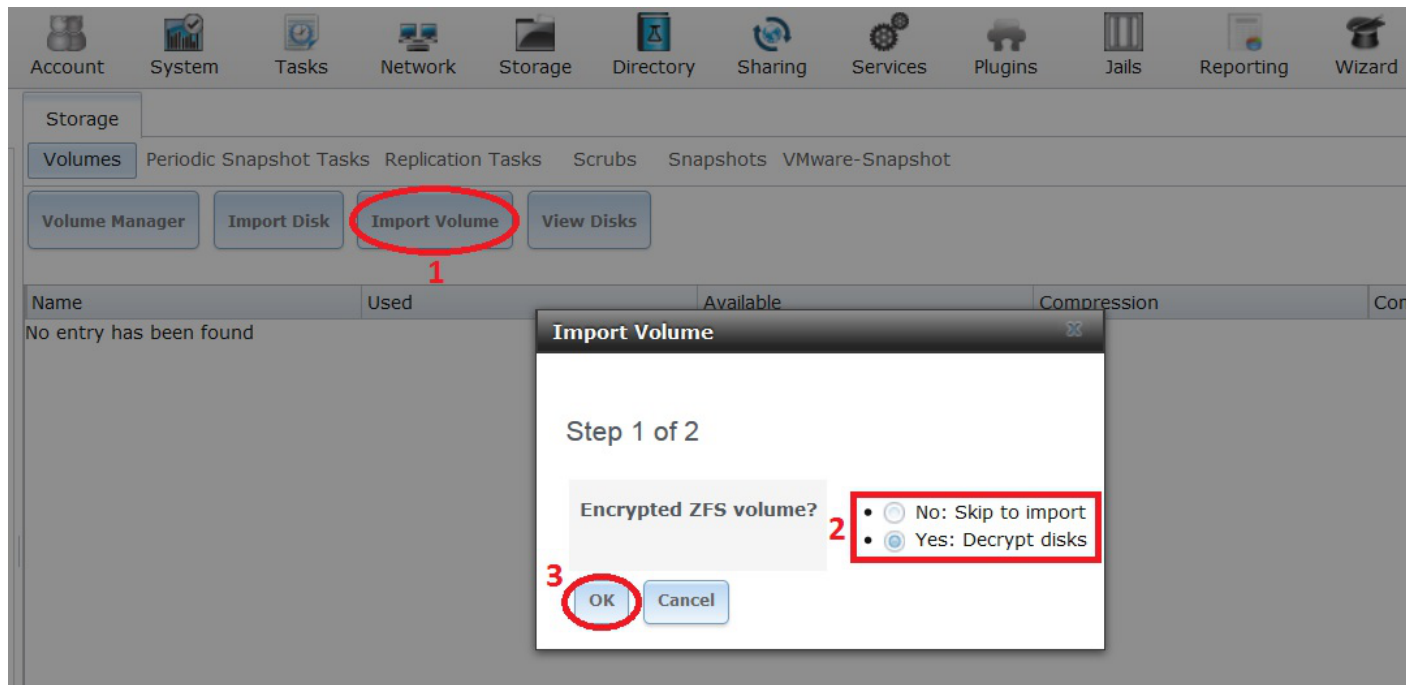 Account System Tasks Network Storage Directory Sharing Services Plugins Jails Reporting Wizard
Storage
Volumes Periodic Snapshot Tasks Replication Tasks Scrubs Snapshots VMware-Snapshot
Volume Manager Import Disk Import Volume View Disks
1
Name Used Available Compression Com
No entry has been found
Import Volume
Step 1 of 2
Encrypted ZFS volume?
2
No: Skip to import
Yes: Decrypt disks
3
OK Cancel